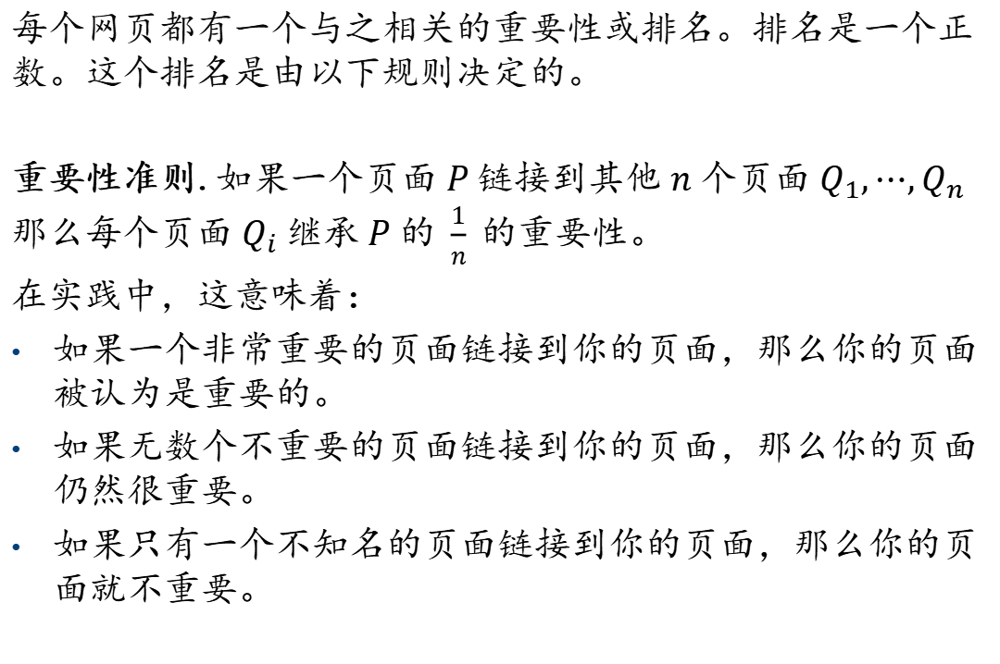 每个网页都有一个与之相关的重要性或排名。排名是一个正
数。这个排名是由以下规则决定的。
重要性准则. 如果一个页面 P 链接到其他 n 个页面 Q₁,⋯,Qₙ
那么每个页面 Qᵢ 继承 P 的 1/n 的重要性。
在实践中，这意味着：
• 如果一个非常重要的页面链接到你的页面，那么你的页面
被认为是重要的。
• 如果无数个不重要的页面链接到你的页面，那么你的页面
仍然很重要。
• 如果只有一个不知名的页面链接到你的页面，那么你的页
面就不重要。